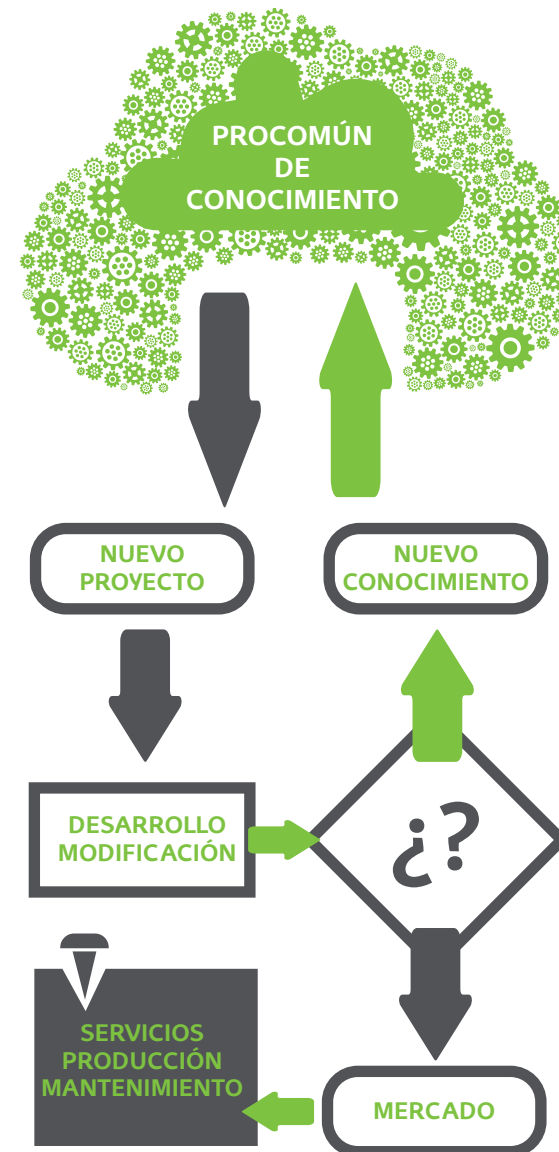 PROCOMÚN
DE
CONOCIMIENTO
NUEVO
PROYECTO
NUEVO
CONOCIMIENTO
DESARROLLO
MODIFICACIÓN
¿?
SERVICIOS
PRODUCCIÓN
MANTENIMIENTO
MERCADO